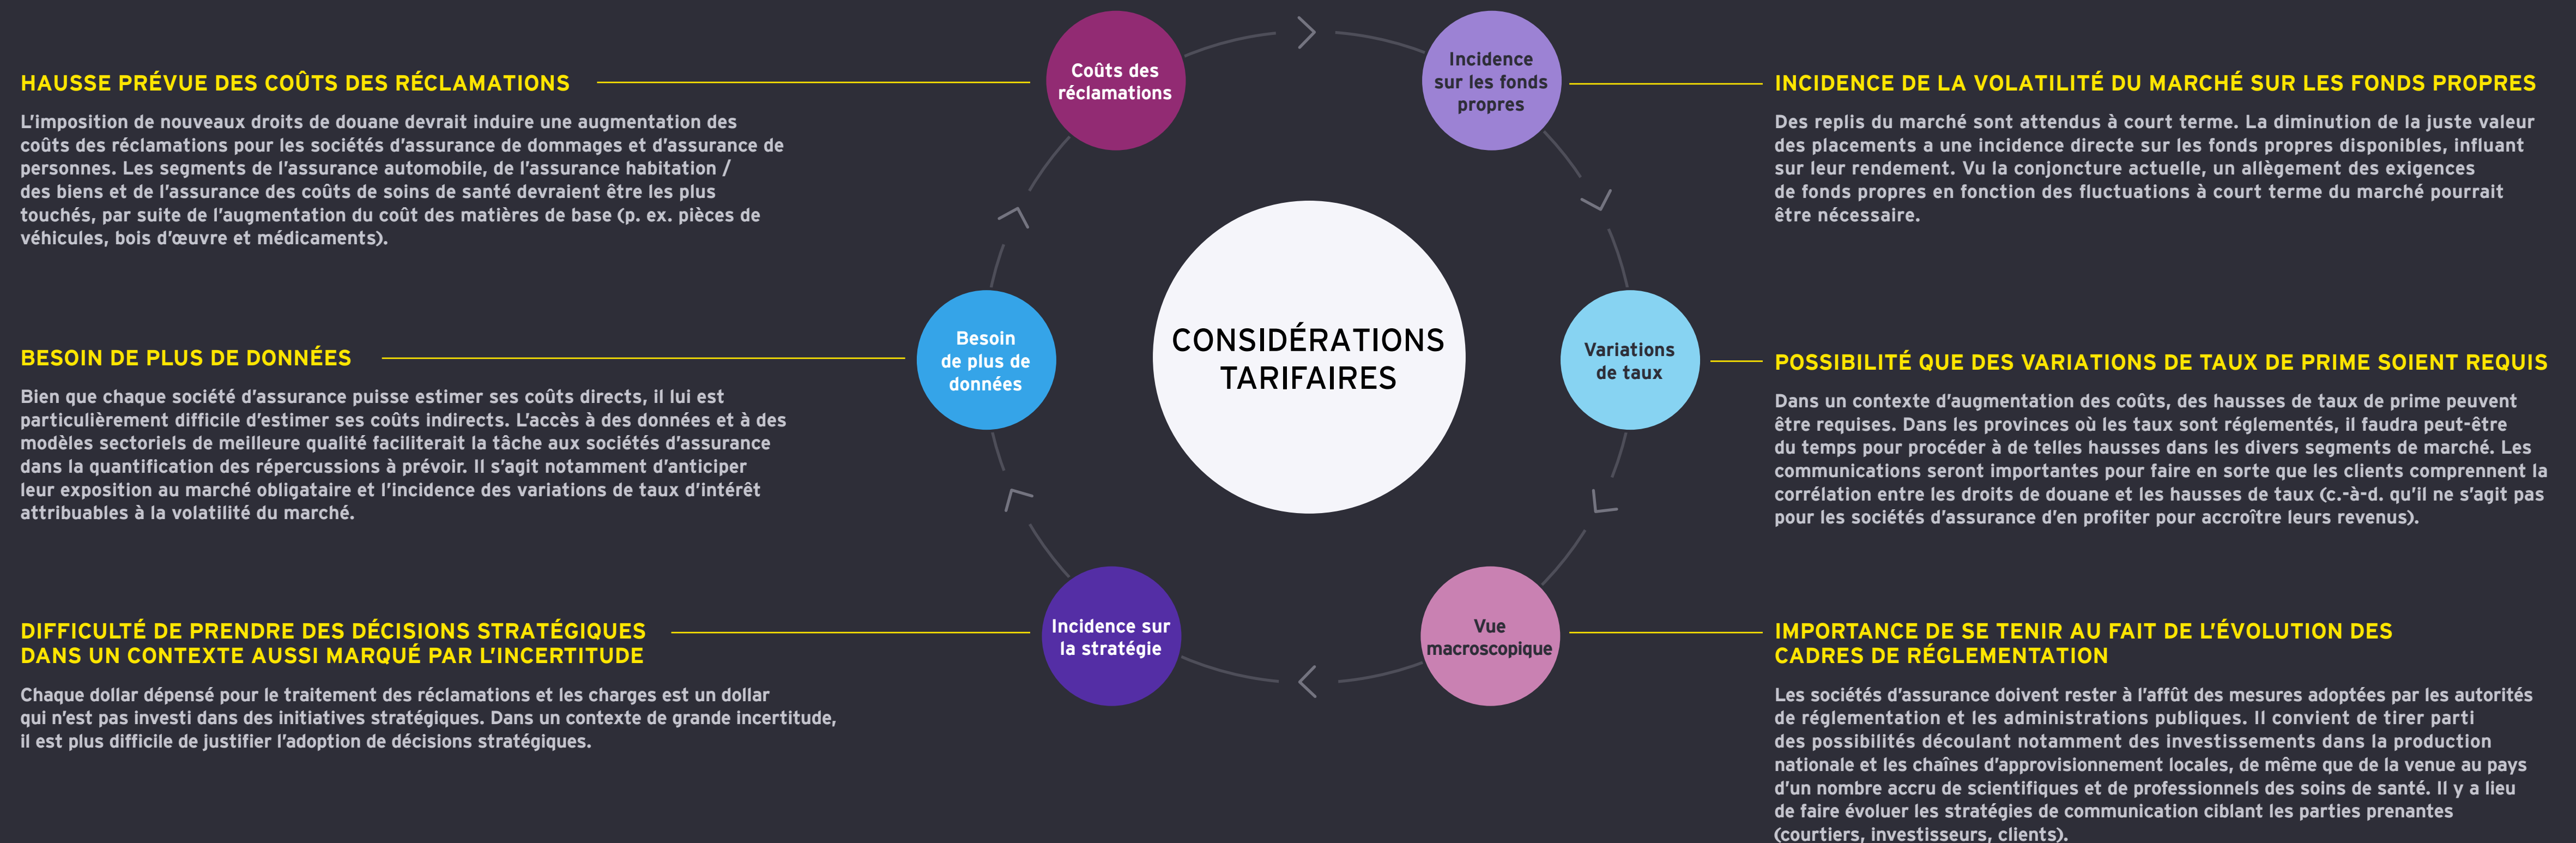 HAUSSE PRÉVUE DES COÛTS DES RÉCLAMATIONS
L’imposition de nouveaux droits de douane devrait induire une augmentation des
coûts des réclamations pour les sociétés d’assurance de dommages et d’assurance de
personnes. Les segments de l’assurance automobile, de l’assurance habitation /
des biens et de l’assurance des coûts de soins de santé devraient être les plus
touchés, par suite de l’augmentation du coût des matières de base (p. ex. pièces de
véhicules, bois d’œuvre et médicaments).
BESOIN DE PLUS DE DONNÉES
Bien que chaque société d’assurance puisse estimer ses coûts directs, il lui est
particulièrement difficile d’estimer ses coûts indirects. L’accès à des données et à des
modèles sectoriels de meilleure qualité faciliterait la tâche aux sociétés d’assurance
dans la quantification des répercussions à prévoir. Il s’agit notamment d’anticiper
leur exposition au marché obligataire et l’incidence des variations de taux d’intérêt
attribuables à la volatilité du marché.
DIFFICULTÉ DE PRENDRE DES DÉCISIONS STRATÉGIQUES
DANS UN CONTEXTE AUSSI MARQUÉ PAR L’INCERTITUDE
Chaque dollar dépensé pour le traitement des réclamations et les charges est un dollar
qui n’est pas investi dans des initiatives stratégiques. Dans un contexte de grande incertitude,
il est plus difficile de justifier l’adoption de décisions stratégiques.
Coûts des
réclamations
Incidence
sur les fonds
propres
Besoin
de plus de
données
CONSIDÉRATIONS
TARIFAIRES
Variations
de taux
Incidence sur
la stratégie
Vue
macroscopique
INCIDENCE DE LA VOLATILITÉ DU MARCHÉ SUR LES FONDS PROPRES
Des replis du marché sont attendus à court terme. La diminution de la juste valeur
des placements a une incidence directe sur les fonds propres disponibles, influant
sur leur rendement. Vu la conjoncture actuelle, un allègement des exigences
de fonds propres en fonction des fluctuations à court terme du marché pourrait
être nécessaire.
POSSIBILITÉ QUE DES VARIATIONS DE TAUX DE PRIME SOIENT REQUIS
Dans un contexte d’augmentation des coûts, des hausses de taux de prime peuvent
être requises. Dans les provinces où les taux sont réglementés, il faudra peut-être
du temps pour procéder à de telles hausses dans les divers segments de marché. Les
communications seront importantes pour faire en sorte que les clients comprennent la
corrélation entre les droits de douane et les hausses de taux (c.-à-d. qu’il ne s’agit pas
pour les sociétés d’assurance d’en profiter pour accroître leurs revenus).
IMPORTANCE DE SE TENIR AU FAIT DE L’ÉVOLUTION DES
CADRES DE RÉGLEMENTATION
Les sociétés d’assurance doivent rester à l’affût des mesures adoptées par les autorités
de réglementation et les administrations publiques. Il convient de tirer parti
des possibilités découlant notamment des investissements dans la production
nationale et les chaînes d’approvisionnement locales, de même que de la venue au pays
d’un nombre accru de scientifiques et de professionnels des soins de santé. Il y a lieu
de faire évoluer les stratégies de communication ciblant les parties prenantes
(courtiers, investisseurs, clients).